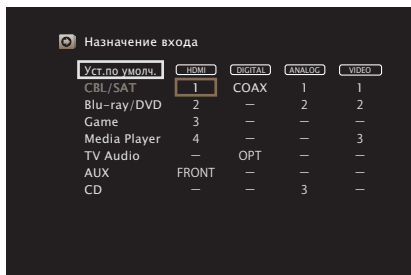 Назначение входа
Уст.по умолч. HDMI DIGITAL ANALOG VIDEO
CBL/SAT 1 COAX 1 1
Blu-ray/DVD 2 — 2 2
Game 3 — — —
Media Player 4 — — 3
TV Audio — OPT — —
AUX FRONT — — —
CD — — 3 —